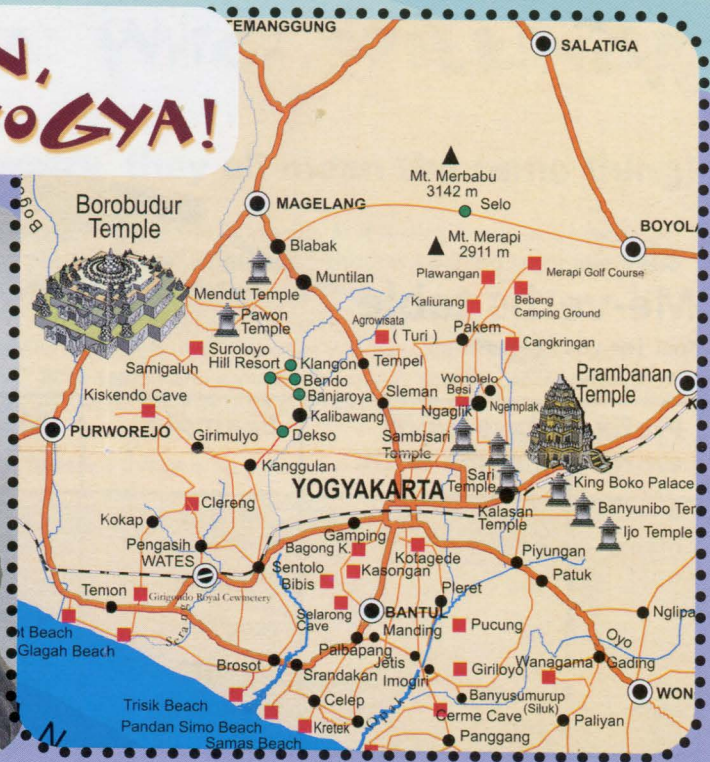 TEMANGGUNG
SALATIGA
OGYA!
Mt. Merbabu
3142 m
Selo
MAGELANG
Borobudur
Temple
BOYOL
Blabak
Mt. Merapi
2911 m
Muntilan
Plawangan
Merapi Golf Course
Mendut Temple
Bebeng
Camping Ground
Kaliurang
Pawon
Temple
Agrowisata
( Turi )
Pakem
Cangkringan
Suroloyo
Hill Resort
Klangon
Tempel
Samigaluh
Bendo
Wonolelo
Prambanan
Temple
Kiskendo Cave
Banjaroya
Sleman
Besi
Ngemplak
Kalibawang
Ngaglik
PURWOREJO
Girimulyo
Dekso
Sambisari
Temple
Kanggulan
Sari
Temple
YOGYAKARTA
King Boko Palace
Clereng
Kalasan
Temple
Banyunibo Tem
Kokap
Gamping
Ijo Temple
Pengasih
Bagong K.
Kotagede
Piyungan
WATES
Sentolo
Kasongan
Bibis
Patuk
Temon
Girigondo Royal Cewmetery
Pleret
Selarong
Cave
BANTUL
Nglipa
Serang
Manding
Pucung
Oyo
ot Beach
Glagah Beach
Palbapang
Jetis
Wanagama
Gading
Brosot
Srandakan
Imogiri
Giriloyo
WON
Banyusumurup
(Siluk)
Trisik Beach
Celep
Opak
Cerme Cave
Paliyan
Pandan Simo Beach
Kretek
Panggang
Samas Beach